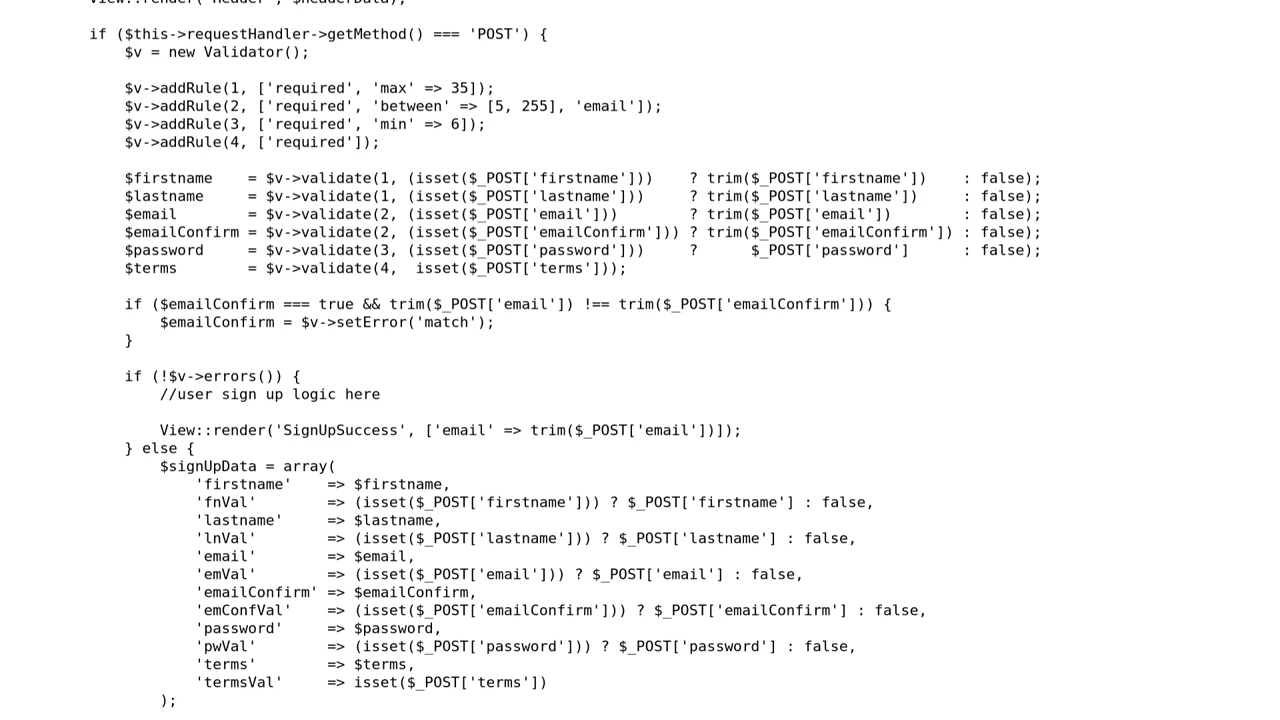 View::render('Header', $headerData);
if ($this->requestHandler->getMethod() === 'POST') {
    $v = new Validator();
    $v->addRule(1, ['required', 'max' => 35]);
    $v->addRule(2, ['required', 'between' => [5, 255], 'email']);
    $v->addRule(3, ['required', 'min' => 6]);
    $v->addRule(4, ['required']);
    $firstname    = $v->validate(1, (isset($_POST['firstname']))    ? trim($_POST['firstname'])    : false);
    $lastname     = $v->validate(1, (isset($_POST['lastname']))     ? trim($_POST['lastname'])     : false);
    $email        = $v->validate(2, (isset($_POST['email']))        ? trim($_POST['email'])        : false);
    $emailConfirm = $v->validate(2, (isset($_POST['emailConfirm'])) ? trim($_POST['emailConfirm']) : false);
    $password     = $v->validate(3, (isset($_POST['password']))     ?      $_POST['password']      : false);
    $terms        = $v->validate(4,  isset($_POST['terms']));
    if ($emailConfirm === true && trim($_POST['email']) !== trim($_POST['emailConfirm'])) {
        $emailConfirm = $v->setError('match');
    }
    if (!$v->errors()) {
        //user sign up logic here
        View::render('SignUpSuccess', ['email' => trim($_POST['email'])]);
    } else {
        $signUpData = array(
            'firstname'    => $firstname,
            'fnVal'        => (isset($_POST['firstname'])) ? $_POST['firstname'] : false,
            'lastname'     => $lastname,
            'lnVal'        => (isset($_POST['lastname'])) ? $_POST['lastname'] : false,
            'email'        => $email,
            'emVal'        => (isset($_POST['email'])) ? $_POST['email'] : false,
            'emailConfirm' => $emailConfirm,
            'emConfVal'    => (isset($_POST['emailConfirm'])) ? $_POST['emailConfirm'] : false,
            'password'     => $password,
            'pwVal'        => (isset($_POST['password'])) ? $_POST['password'] : false,
            'terms'        => $terms,
            'termsVal'     => isset($_POST['terms'])
        );